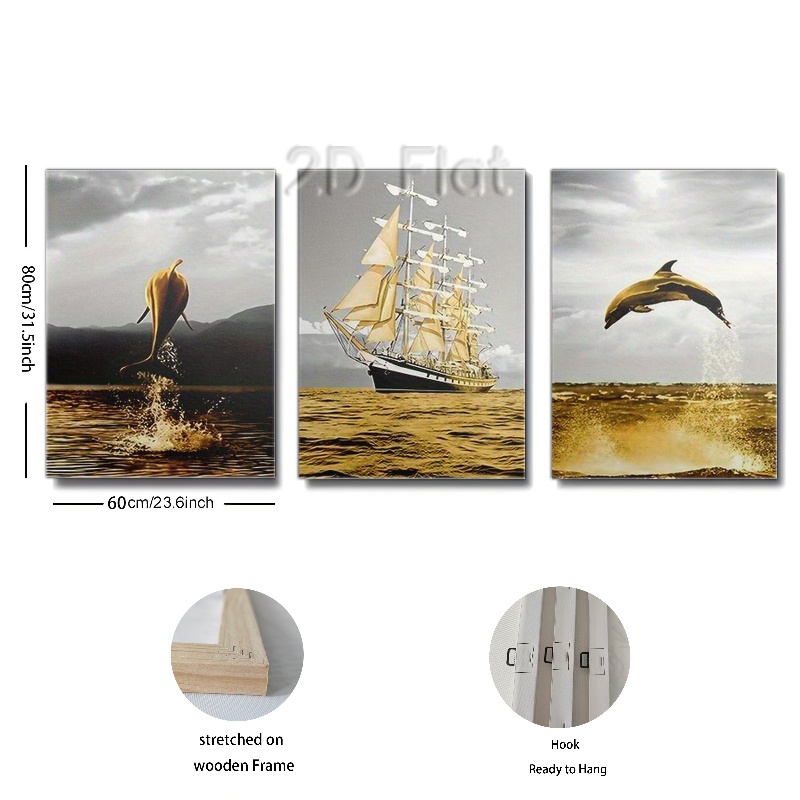 2D Flat
80cm/31.5inch
60cm/23.6inch
stretched on
wooden Frame
Hook
Ready to Hang